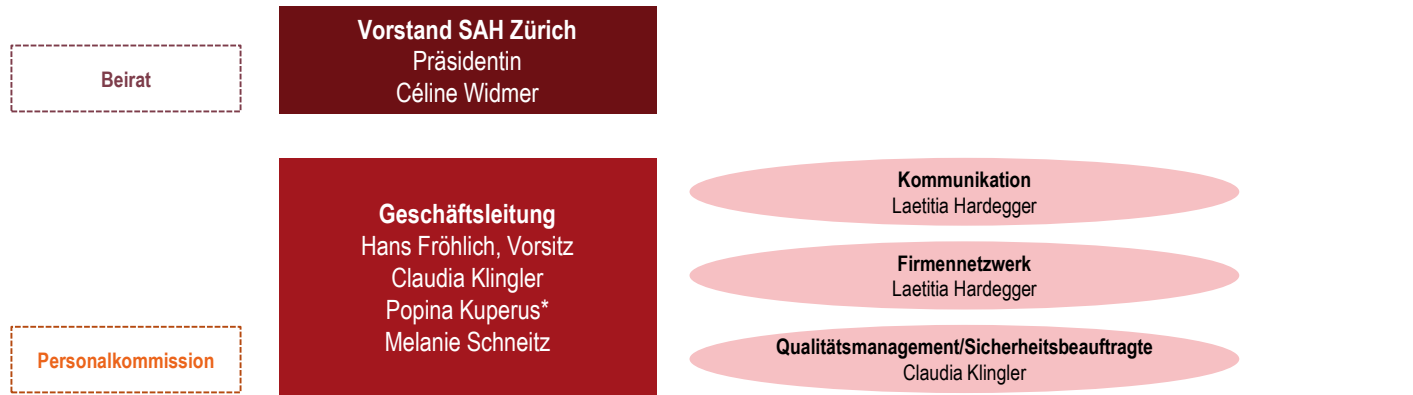 Beirat
Vorstand SAH Zürich
Präsidentin
Céline Widmer
Geschäftsleitung
Hans Fröhlich, Vorsitz
Claudia Klingler
Popina Kuperus*
Melanie Schneitz
Kommunikation
Laetitia Hardegger
Firmennetzwerk
Laetitia Hardegger
Personalkommission
Qualitätsmanagement/Sicherheitsbeauftragte
Claudia Klingler